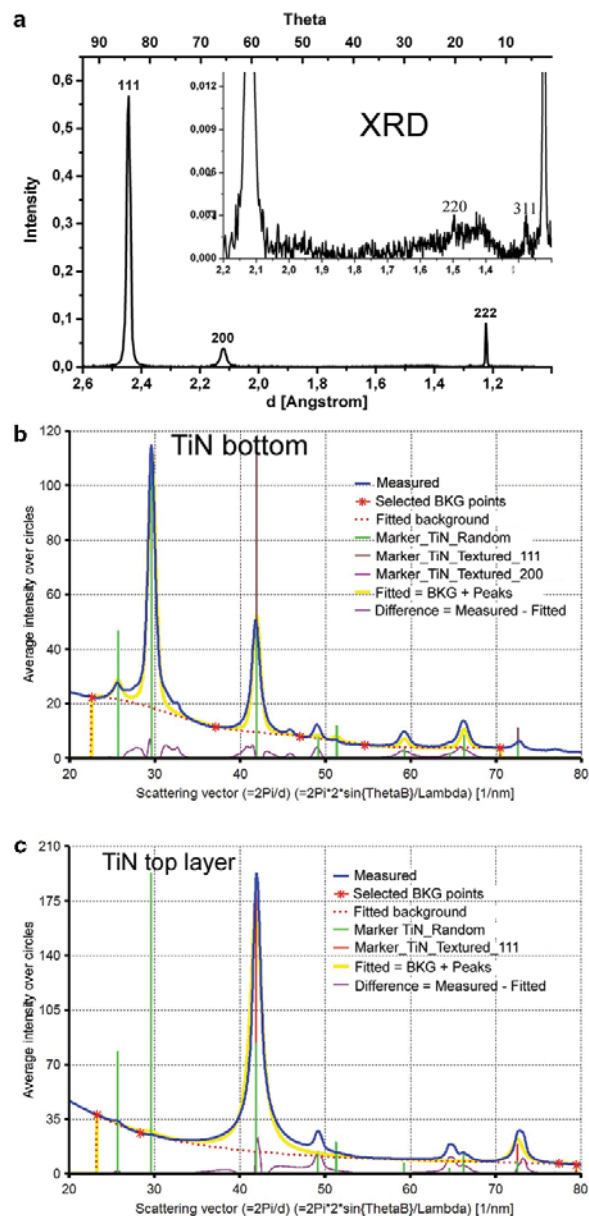 a
Theta
90 80 70 60 50 40 30 20 10
0,6
0,5
0,4
0,3
0,2
0,1
0,0
Intensity
111
200
222
XRD
0,012
0,009
0,006
0,003
0,000
220
311
2,2 2,1 2,0 1,9 1,8 1,7 1,6 1,5 1,4
2,6 2,4 2,2 2,0 1,8 1,6 1,4 1,2
d [Angstrom]
b
TiN bottom
120
100
80
60
40
20
0
Average intensity over circles
Measured
Selected BKG points
Fitted background
Marker_TiN_Random
Marker_TiN_Textured_111
Marker_TiN_Textured_200
Fitted = BKG + Peaks
Difference = Measured - Fitted
20 30 40 50 60 70 80
Scattering vector (=2Pi/d) (=2Pi*2*sin{ThetaB}/Lambda) [1/nm]
c
TiN top layer
210
175
140
105
70
35
0
Average intensity over circles
Measured
Selected BKG points
Fitted background
Marker TiN_Random
Marker_TiN_Textured_111
Fitted = BKG + Peaks
Difference = Measured - Fitted
20 30 40 50 60 70 80
Scattering vector (=2Pi/d) (=2Pi*2*sin{ThetaB}/Lambda) [1/nm]